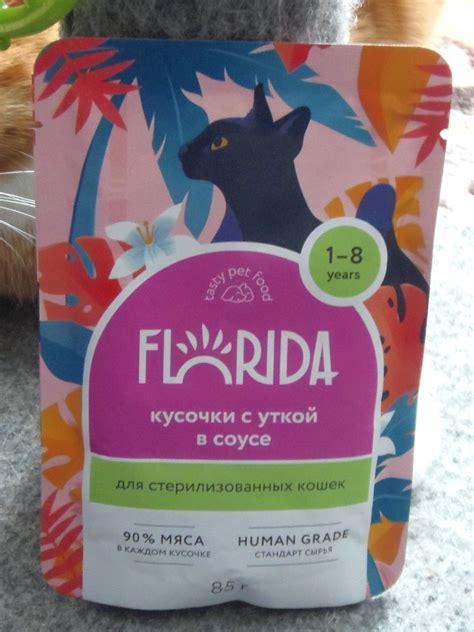 1–8
years
tasty pet food
FLORIDA
кусочки с уткой
в соусе
для стерилизованных кошек
90% МЯСА
В КАЖДОМ КУСОЧКЕ
HUMAN GRADE
СТАНДАРТ СЫРЬЯ
85 г